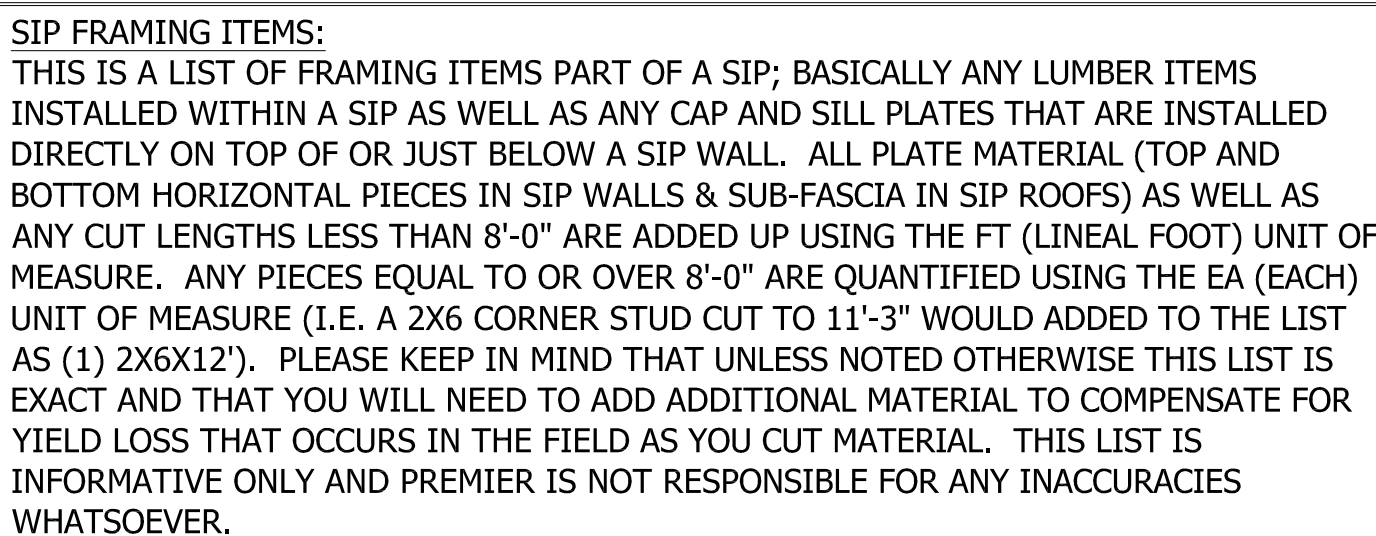 SIP FRAMING ITEMS:
THIS IS A LIST OF FRAMING ITEMS PART OF A SIP; BASICALLY ANY LUMBER ITEMS
INSTALLED WITHIN A SIP AS WELL AS ANY CAP AND SILL PLATES THAT ARE INSTALLED
DIRECTLY ON TOP OF OR JUST BELOW A SIP WALL.  ALL PLATE MATERIAL (TOP AND
BOTTOM HORIZONTAL PIECES IN SIP WALLS & SUB-FASCIA IN SIP ROOFS) AS WELL AS
ANY CUT LENGTHS LESS THAN 8'-0" ARE ADDED UP USING THE FT (LINEAL FOOT) UNIT OF
MEASURE.  ANY PIECES EQUAL TO OR OVER 8'-0" ARE QUANTIFIED USING THE EA (EACH)
UNIT OF MEASURE (I.E. A 2X6 CORNER STUD CUT TO 11'-3" WOULD ADDED TO THE LIST
AS (1) 2X6X12').  PLEASE KEEP IN MIND THAT UNLESS NOTED OTHERWISE THIS LIST IS
EXACT AND THAT YOU WILL NEED TO ADD ADDITIONAL MATERIAL TO COMPENSATE FOR
YIELD LOSS THAT OCCURS IN THE FIELD AS YOU CUT MATERIAL.  THIS LIST IS
INFORMATIVE ONLY AND PREMIER IS NOT RESPONSIBLE FOR ANY INACCURACIES
WHATSOEVER.